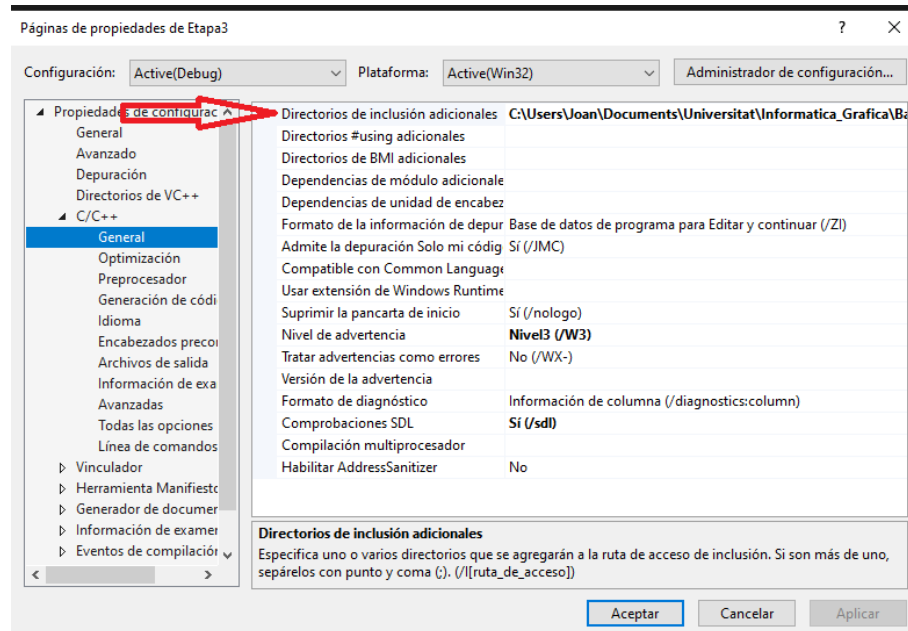 Páginas de propiedades de Etapa3
?
Configuración: Active(Debug) Plataforma: Active(Win32) Administrador de configuración...
Propiedades de configurac
General
Avanzado
Depuración
Directorios de VC++
C/C++
General
Optimización
Preprocesador
Generación de códi
Idioma
Encabezados precoi
Archivos de salida
Información de exa
Avanzadas
Todas las opciones
Línea de comandos
Vinculador
Herramienta Manifiestc
Generador de documer
Información de examer
Eventos de compilaciór
Directorios de inclusión adicionales C:\Users\Joan\Documents\Universitat\Informatica_Grafica\Ba
Directorios #using adicionales
Directorios de BMI adicionales
Dependencias de módulo adicionale
Dependencias de unidad de encabez
Formato de la información de depur Base de datos de programa para Editar y continuar (/ZI)
Admite la depuración Solo mi códig Sí (/JMC)
Compatible con Common Language
Usar extensión de Windows Runtime
Suprimir la pancarta de inicio Sí (/nologo)
Nivel de advertencia Nivel3 (/W3)
Tratar advertencias como errores No (/WX-)
Versión de la advertencia
Formato de diagnóstico Información de columna (/diagnostics:column)
Comprobaciones SDL Sí (/sdl)
Compilación multiprocesador
Habilitar AddressSanitizer No
Directorios de inclusión adicionales
Especifica uno o varios directorios que se agregarán a la ruta de acceso de inclusión. Si son más de uno,
sepárelos con punto y coma (;). (/I[ruta_de_acceso])
Aceptar Cancelar Aplicar